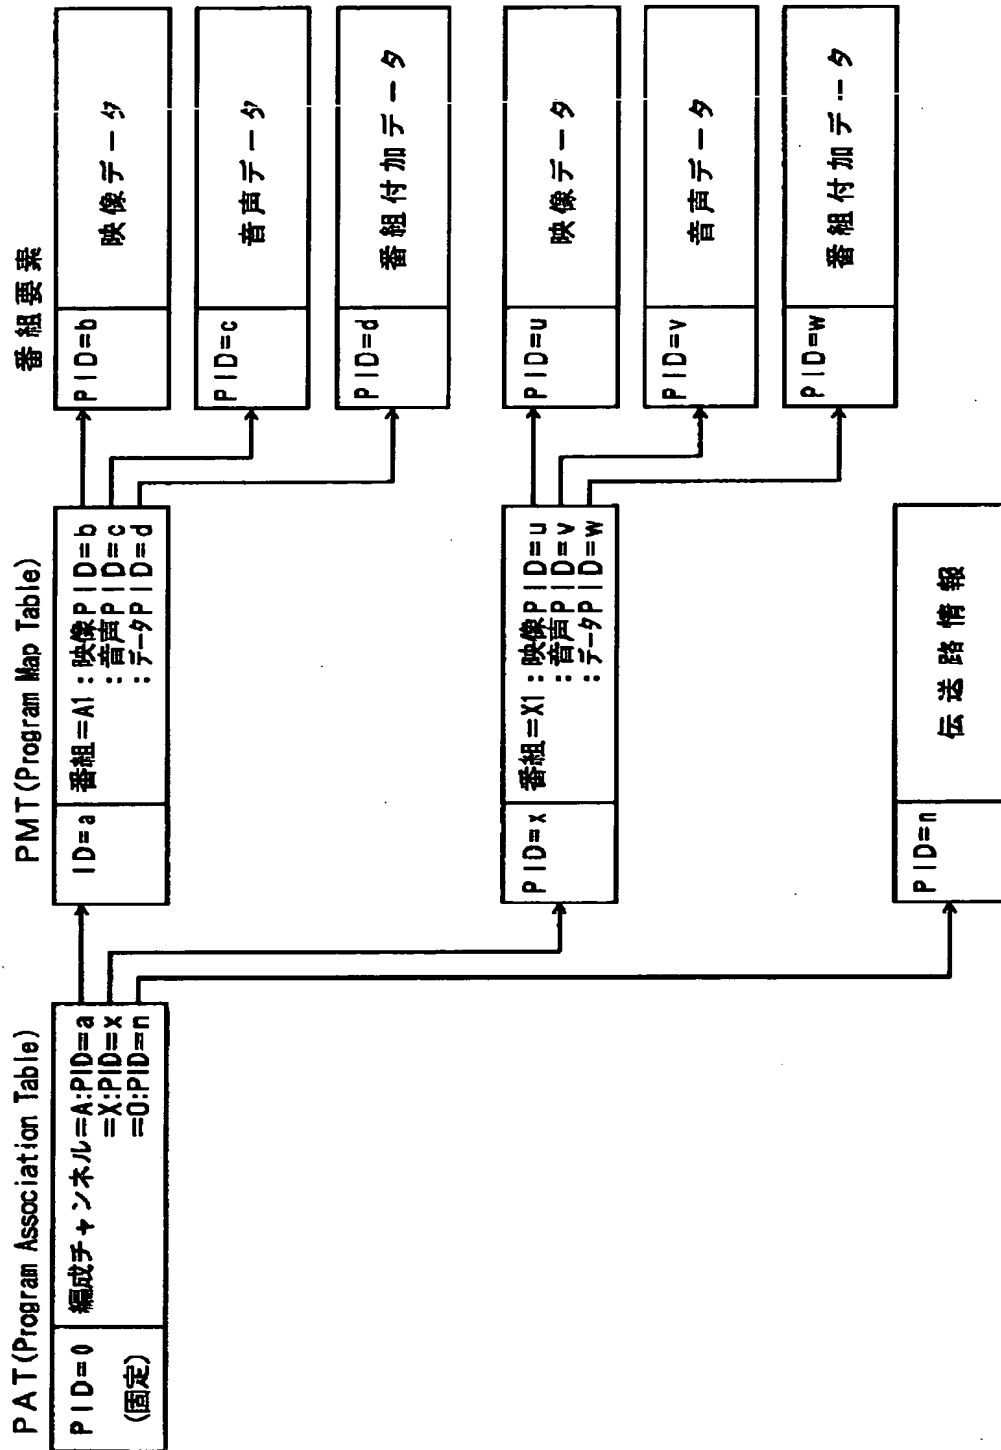 PAT(Program Association Table)
PID=0
(固定)
編成チャンネル=A:PID=a
=X:PID=x
=0:PID=n
PMT(Program Map Table)
ID=a
番組=A1:映像PID=b
:音声PID=c
:データPID=d
PID=x
番組=X1:映像PID=u
:音声PID=v
:データPID=w
PID=n
伝送路情報
番組要素
PID=b
映像データ
PID=c
音声データ
PID=d
番組付加データ
PID=u
映像データ
PID=v
音声データ
PID=w
番組付加データ